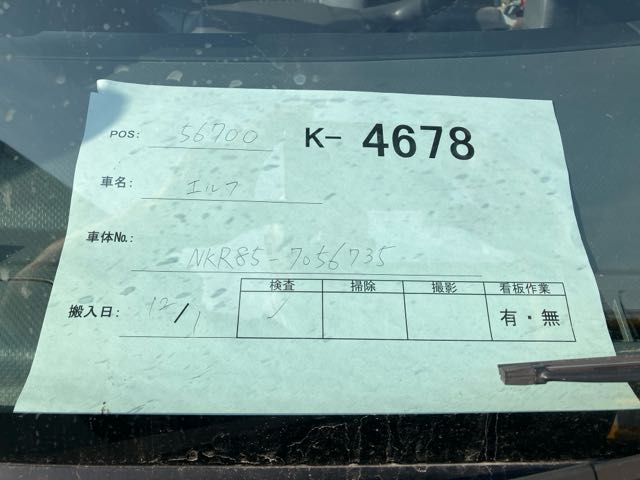 POS: 56700 K- 4678
車名: エルフ
車体No.: NKR85-7056735
検査 掃除 撮影 看板作業
搬入日: 12/1 ✓ 有・無